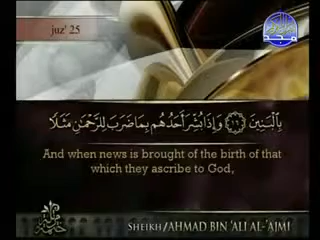 juz' 25
بِالْبَنِينَ ١٦ وَإِذَا بُشِّرَ أَحَدُهُم بِمَا ضَرَبَ لِلرَّحْمَٰنِ مَثَلًا
And when news is brought of the birth of that
which they ascribe to God,
SHEIKH/AHMAD BIN 'ALI AL-'AJMI